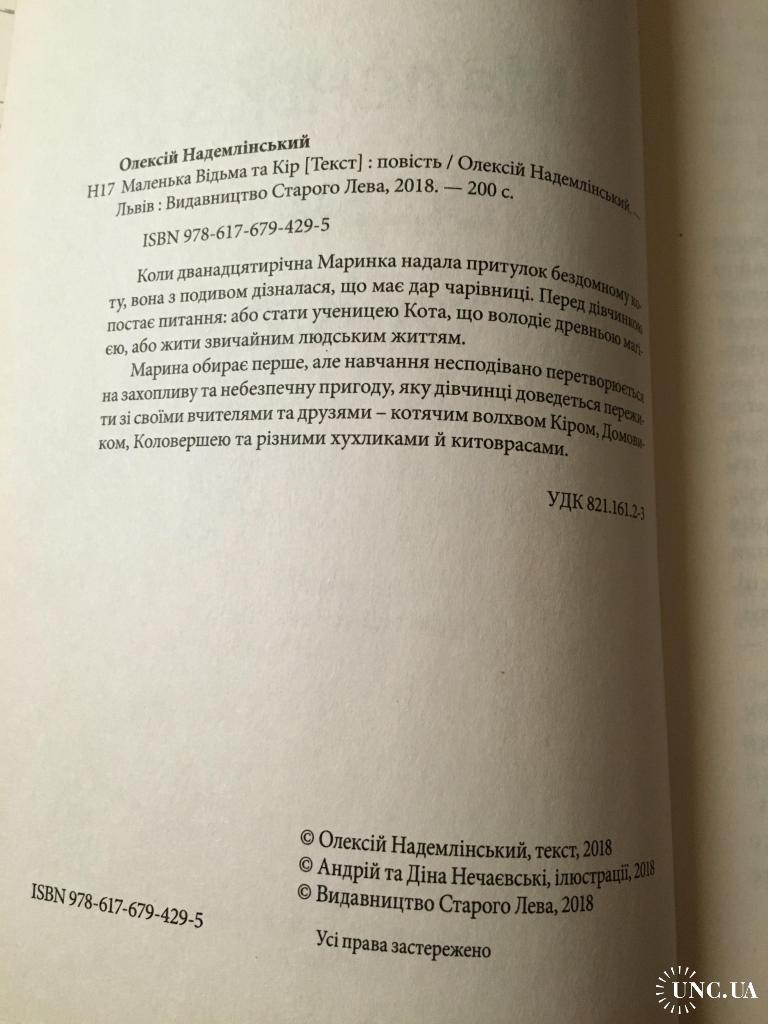 Олексій Надемлінський
Н17 Маленька Відьма та Кір [Текст] : повість / Олексій Надемлінський. —
Львів : Видавництво Старого Лева, 2018. — 200 с.
ISBN 978-617-679-429-5
Коли дванадцятирічна Маринка надала притулок бездомному ко-
ту, вона з подивом дізналася, що має дар чарівниці. Перед дівчинкою
постає питання: або стати ученицею Кота, що володіє древньою магі-
єю, або жити звичайним людським життям.
Марина обирає перше, але навчання несподівано перетворюється
на захопливу та небезпечну пригоду, яку дівчинці доведеться пережи-
ти зі своїми вчителями та друзями – котячим волхвом Кіром, Домови-
ком, Коловершею та різними хухликами й китоврасами.
УДК 821.161.2-3
© Олексій Надемлінський, текст, 2018
© Андрій та Діна Нечаєвські, ілюстрації, 2018
© Видавництво Старого Лева, 2018
ISBN 978-617-679-429-5
Усі права застережено
UNC.UA